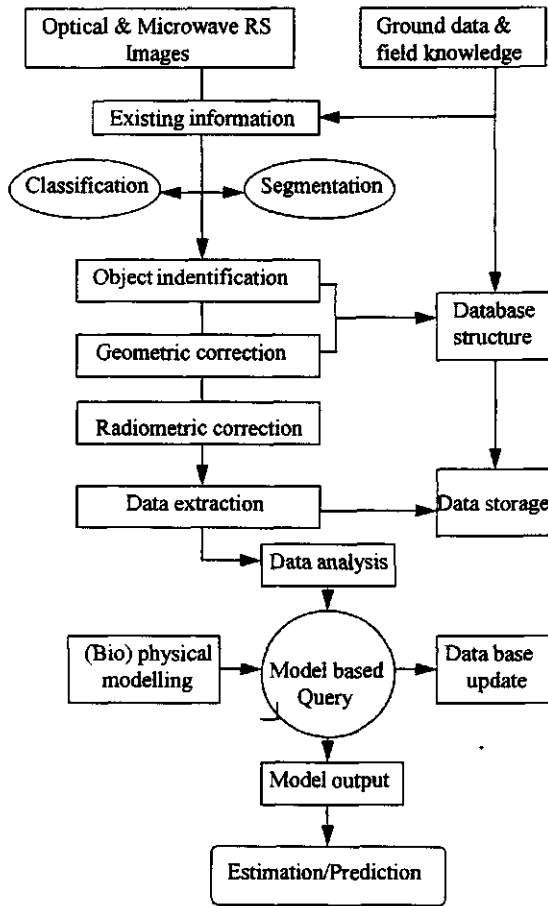 Optical & Microwave RS
Images
Ground data &
field knowledge
Existing information
Classification
Segmentation
Object indentification
Geometric correction
Database
structure
Radiometric correction
Data extraction
Data storage
Data analysis
(Bio) physical
modelling
Model based
Query
Data base
update
Model output
Estimation/Prediction